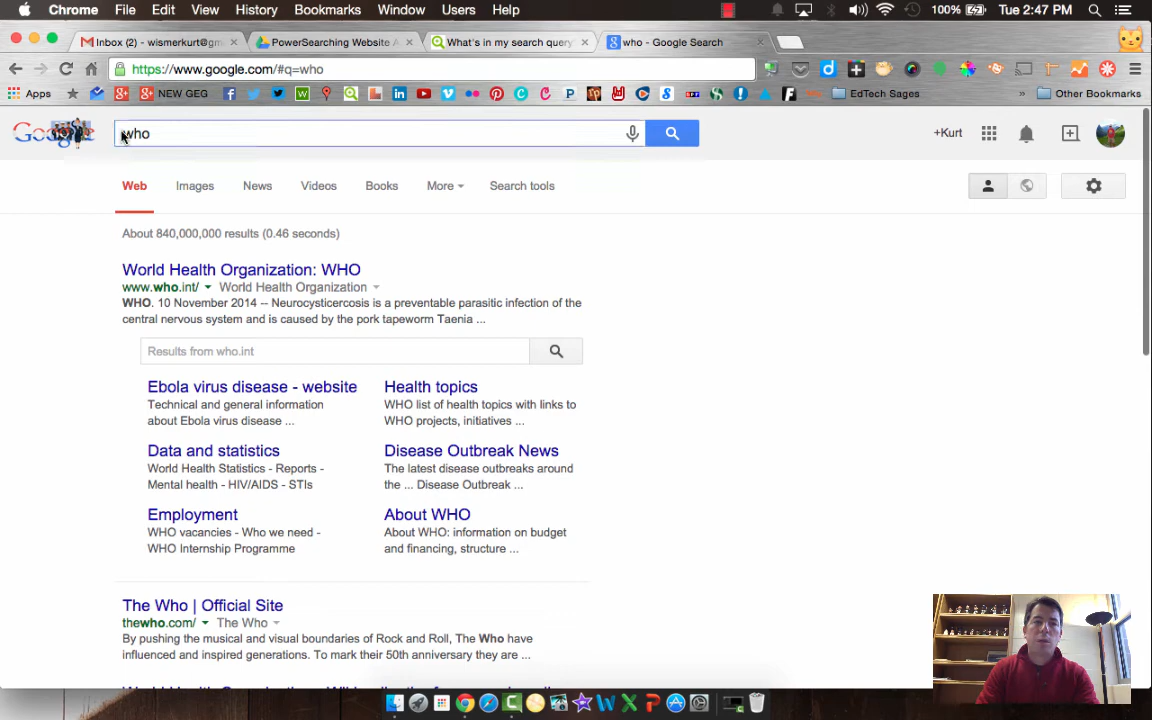 Chrome File Edit View History Bookmarks Window Users Help 100% Tue 2:47 PM
Inbox (2) - wismerkurt@gm PowerSearching Website / What's in my search query who - Google Search
https://www.google.com/#q=who
Apps NEW GEG EdTech Sages » Other Bookmarks
Google who +Kurt
Web Images News Videos Books More Search tools
About 840,000,000 results (0.46 seconds)
World Health Organization: WHO
www.who.int/ World Health Organization
WHO. 10 November 2014 -- Neurocysticercosis is a preventable parasitic infection of the
central nervous system and is caused by the pork tapeworm Taenia ...
Results from who.int
Ebola virus disease - website
Technical and general information
about Ebola virus disease ...
Health topics
WHO list of health topics with links to
WHO projects, initiatives ...
Data and statistics
World Health Statistics - Reports -
Mental health - HIV/AIDS - STIs
Disease Outbreak News
The latest disease outbreaks around
the ... Disease Outbreak ...
Employment
WHO vacancies - Who we need -
WHO Internship Programme
About WHO
About WHO: information on budget
and financing, structure ...
The Who | Official Site
thewho.com/ The Who
By pushing the musical and visual boundaries of Rock and Roll, The Who have
influenced and inspired generations. To mark their 50th anniversary they are ...